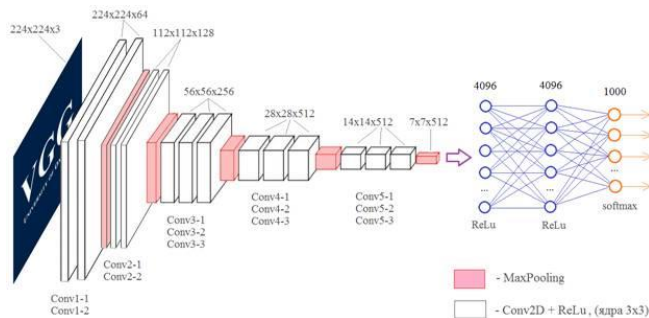 224x224x3
224x224x64
112x112x128
56x56x256
28x28x512
14x14x512
7x7x512
VGG
Conv1-1
Conv1-2
Conv2-1
Conv2-2
Conv3-1
Conv3-2
Conv3-3
Conv4-1
Conv4-2
Conv4-3
Conv5-1
Conv5-2
Conv5-3
4096
4096
1000
...
...
...
ReLu
ReLu
softmax
- MaxPooling
- Conv2D + ReLu, (ядра 3x3)